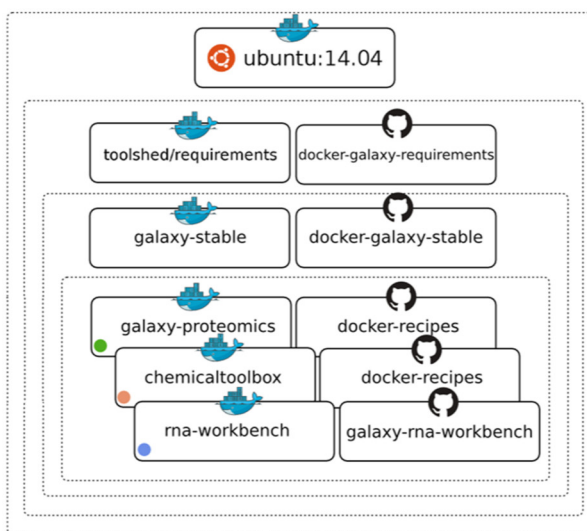 ubuntu:14.04
toolshed/requirements
docker-galaxy-requirements
galaxy-stable
docker-galaxy-stable
galaxy-proteomics
docker-recipes
chemicaltoolbox
docker-recipes
rna-workbench
galaxy-rna-workbench